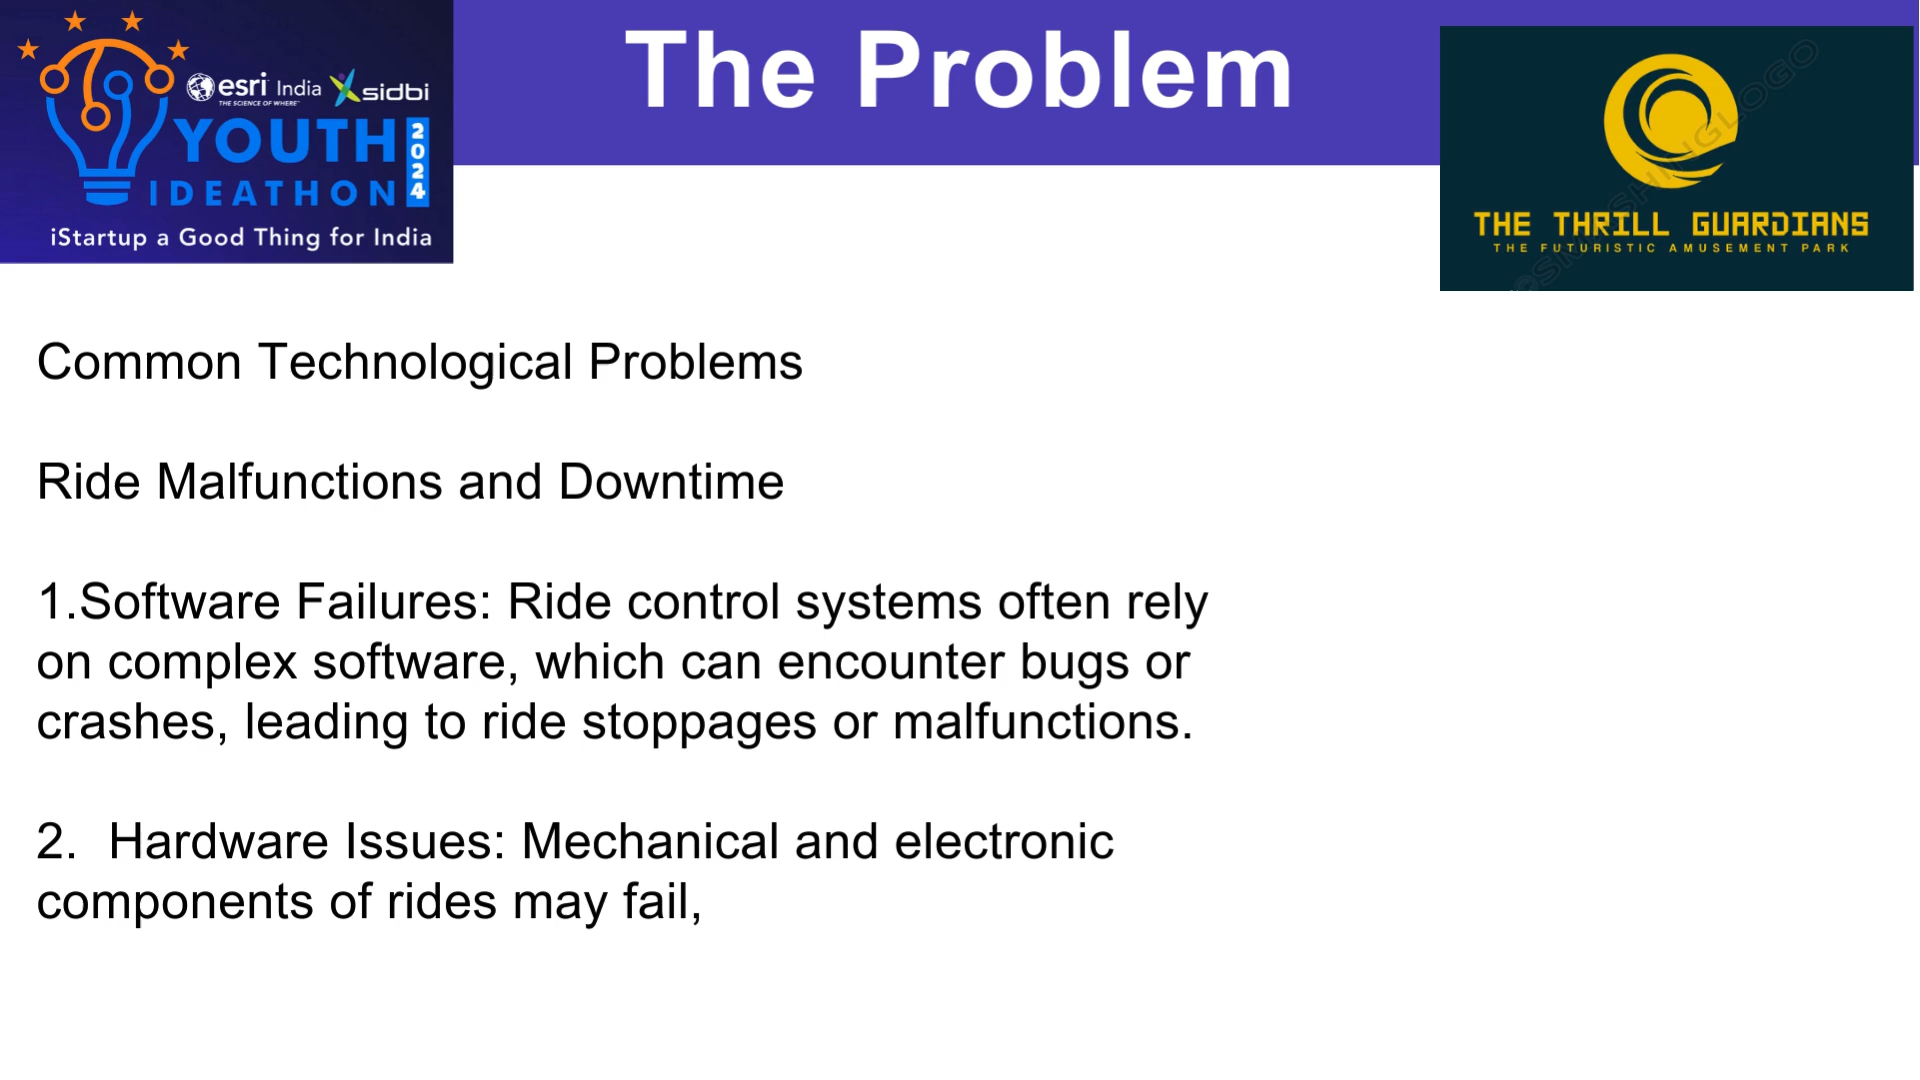 The Problem
esri India sidbi
THE SCIENCE OF WHERE
YOUTH
IDEATHON
2024
iStartup a Good Thing for India
THE THRILL GUARDIANS
THE FUTURISTIC AMUSEMENT PARK
Common Technological Problems
Ride Malfunctions and Downtime
1.Software Failures: Ride control systems often rely
on complex software, which can encounter bugs or
crashes, leading to ride stoppages or malfunctions.
2.  Hardware Issues: Mechanical and electronic
components of rides may fail,